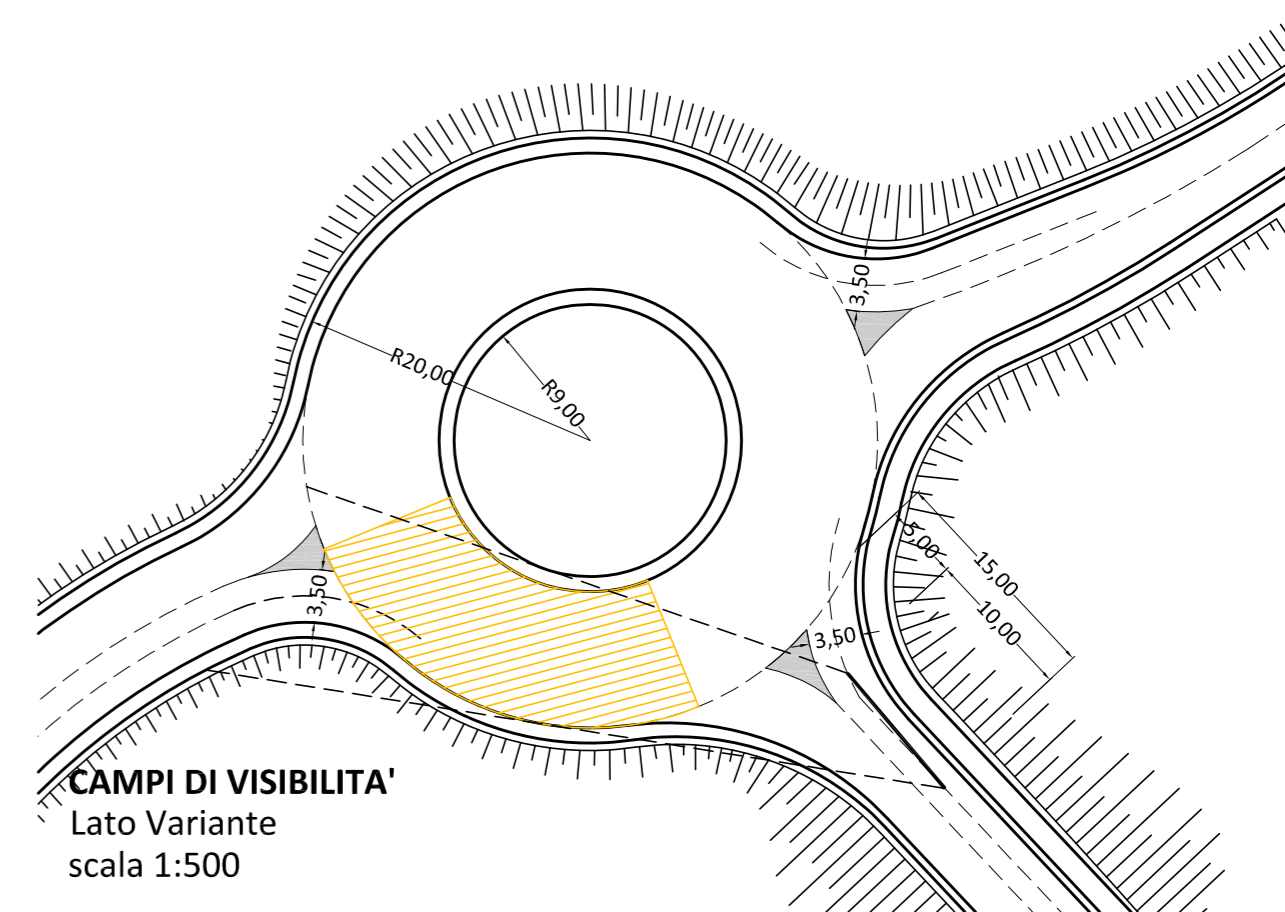 3,50
R20,00
R9,00
5,00
15,00
10,00
3,50
3,50
CAMPI DI VISIBILITA'
Lato Variante
scala 1:500